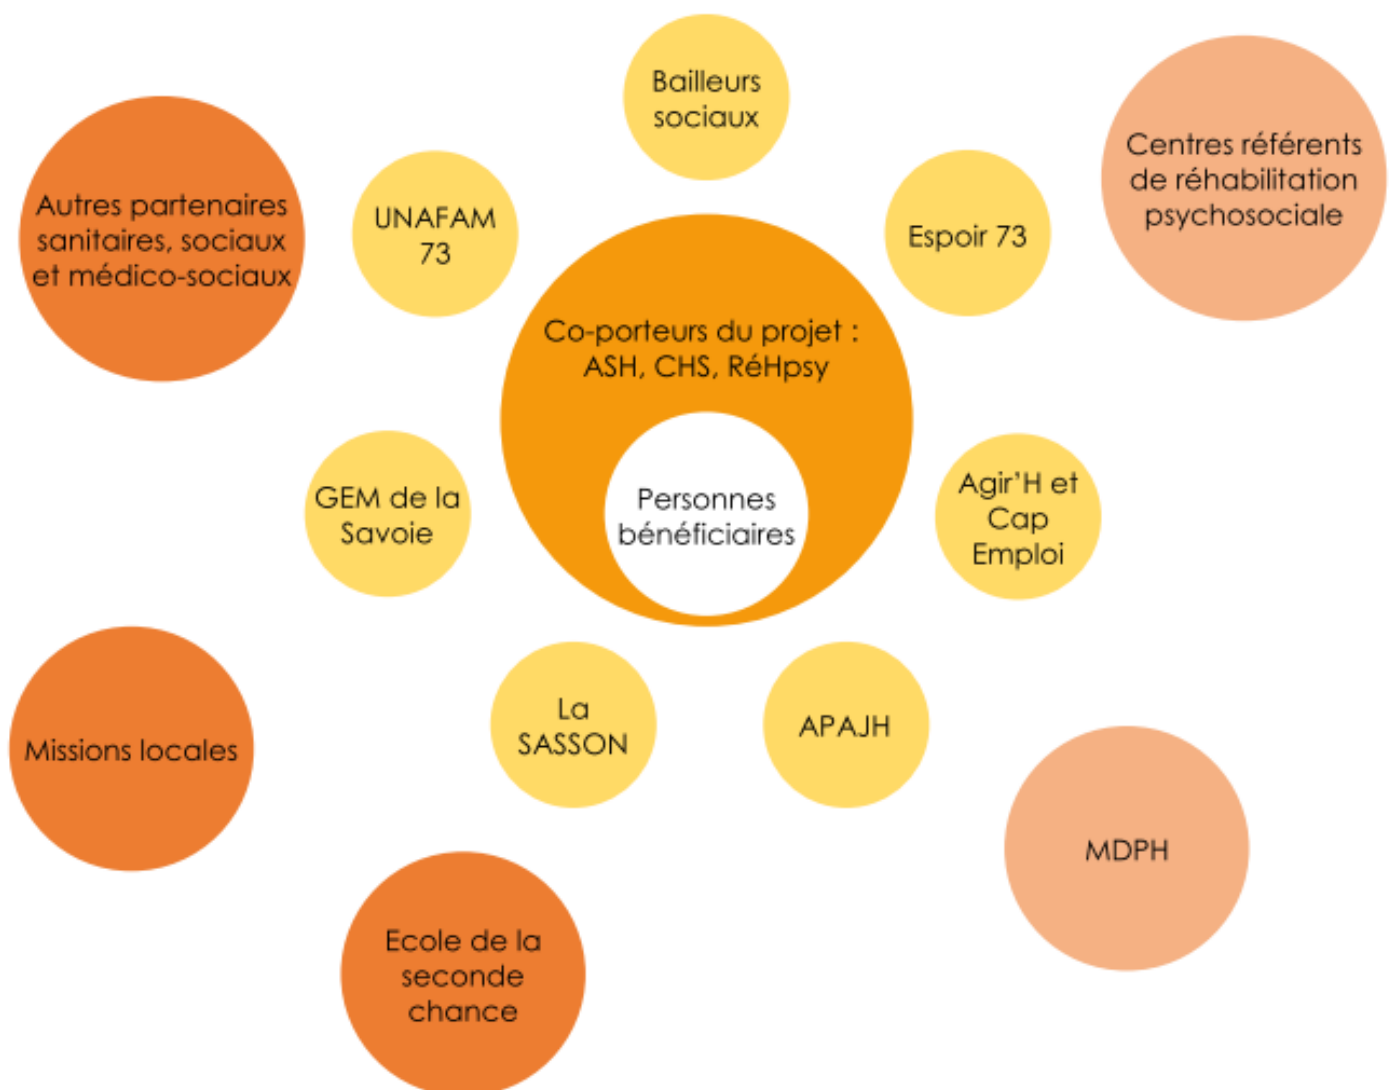 Bailleurs
sociaux
Centres référents
de réhabilitation
psychosociale
Autres partenaires
sanitaires, sociaux
et médico-sociaux
UNAFAM
73
Espoir 73
Co-porteurs du projet :
ASH, CHS, RéHpsy
GEM de la
Savoie
Personnes
bénéficiaires
Agir’H et
Cap
Emploi
Missions locales
La
SASSON
APAJH
MDPH
Ecole de la
seconde
chance